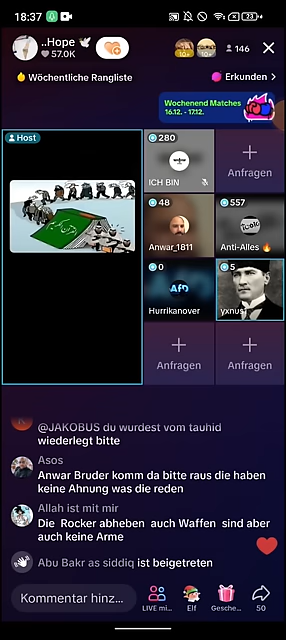 18:37
23
..Hope 🕊
57.0K
10+
10+
146
Wöchentliche Rangliste
Erkunden >
Wochenend Matches
16.12. - 17.12.
Host
280
ICH BIN
Anfragen
48
Anwar_1811
557
Anti-Alles 🔥
0
AfD
Hurrikanover
5
yxnus
Anfragen
Anfragen
@JAKOBUS du wurdest vom tauhid
wiederlegt bitte
Asos
Anwar Bruder komm da bitte raus die haben
keine Ahnung was die reden
Allah ist mit mir
Die Rocker abheben auch Waffen sind aber
auch keine Arme
Abu Bakr as siddiq ist beigetreten
Kommentar hinz...
LIVE mi...
Elf
Gesche...
50